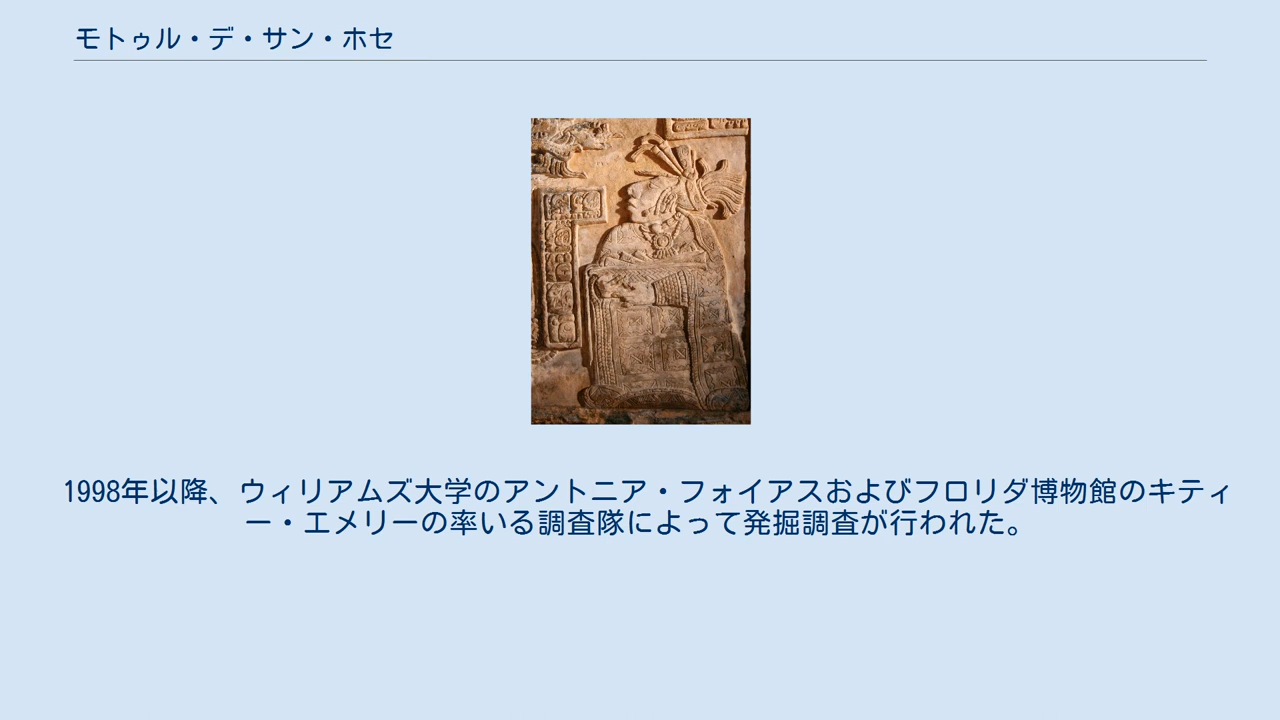 モトゥル・デ・サン・ホセ
1998年以降、ウィリアムズ大学のアントニア・フォイアスおよびフロリダ博物館のキティ
ー・エメリーの率いる調査隊によって発掘調査が行われた。